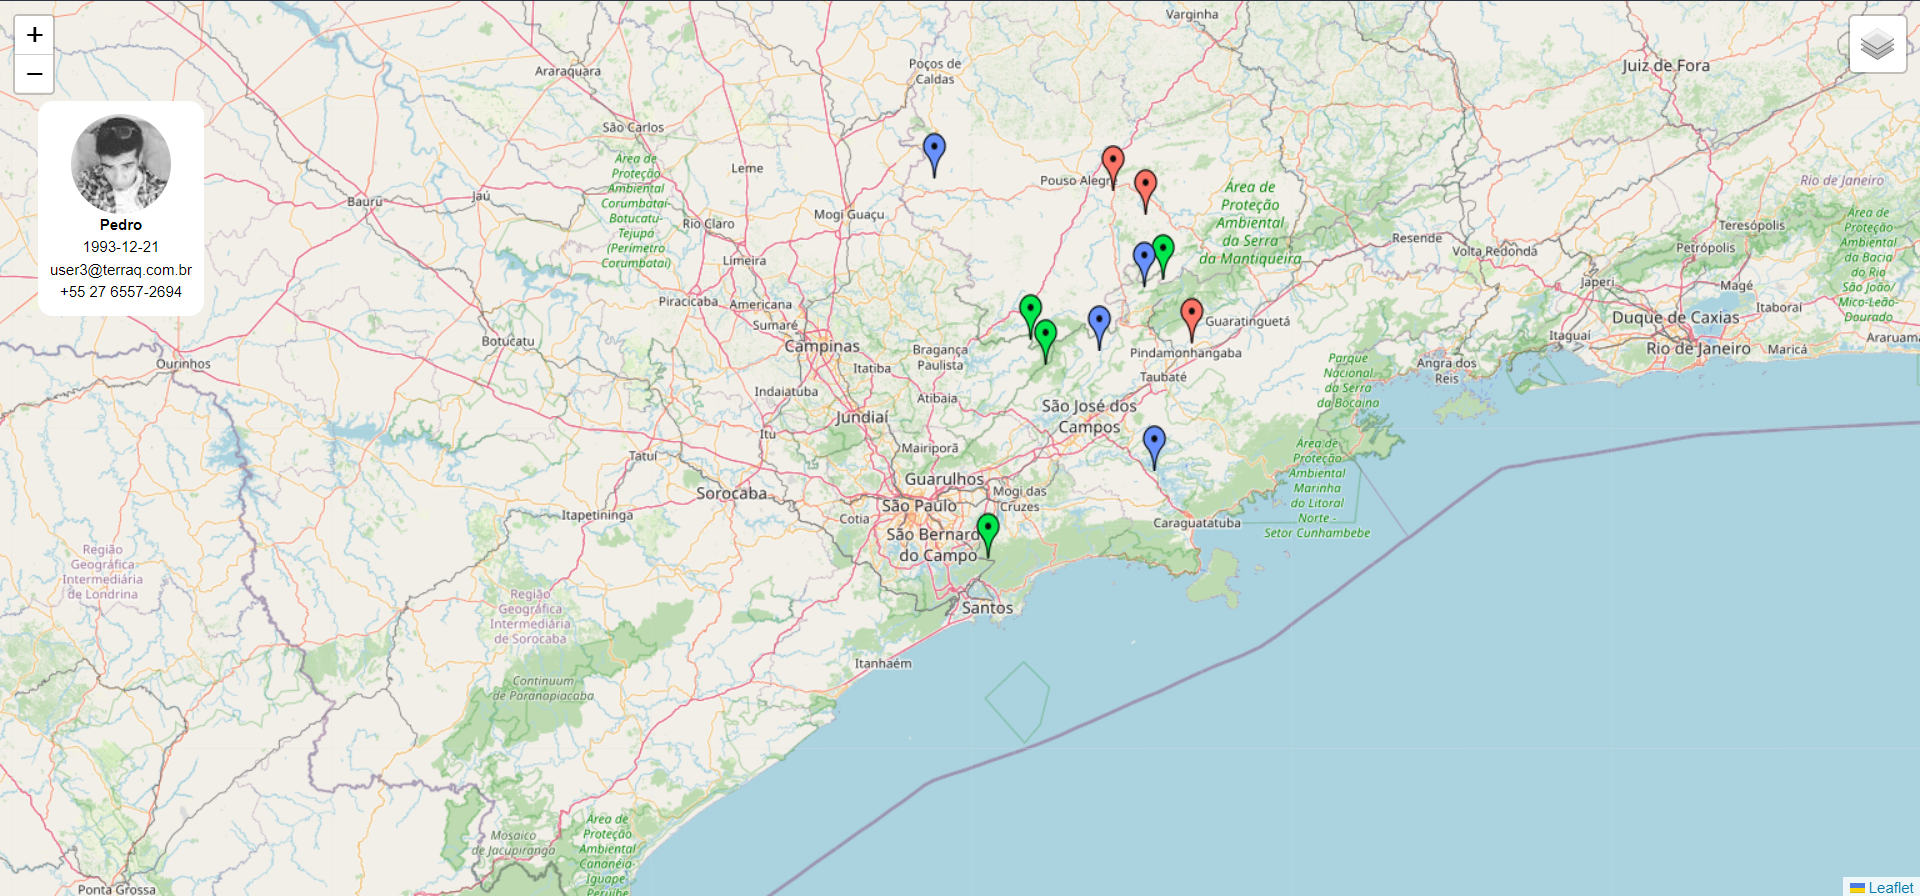 +
−
Pedro
1993-12-21
user3@terraq.com.br
+55 27 6557-2694
Varginha
Poços de
Caldas
Araraquara
Juiz de Fora
São Carlos
Área de
Proteção
Ambiental
Corumbataí-
Botucatu-
Tejupa
(Perímetro
Corumbataí)
Leme
Pouso Alegre
Área de
Proteção
Ambiental
da Serra
da Mantiqueira
Rio de Janeiro
Bauru
Jaú
Rio Claro
Mogi Guaçu
Teresópolis
Área de
Proteção
Ambiental
da Bacia
do Rio
São João/
Mico-Leão-
Dourado
Resende
Volta Redonda
Petrópolis
Limeira
Japeri
Magé
Itaboraí
Piracicaba
Americana
Sumaré
Guaratinguetá
Duque de Caxias
Itaguaí
Araruama
Botucatu
Campinas
Bragança
Paulista
Pindamonhangaba
Rio de Janeiro
Maricá
Ourinhos
Itatiba
Taubaté
Parque
Nacional
da Serra
da Bocaina
Angra dos
Reis
Indaiatuba
Atibaia
São José dos
Campos
Jundiaí
Itu
Mairiporã
Tatuí
Área de
Proteção
Ambiental
Marinha
do Litoral
Norte -
Setor Cunhambebe
Sorocaba
Guarulhos
Mogi das
Cruzes
São Paulo
Itapetininga
Cotia
Caraguatatuba
São Bernard
do Campo
Região
Geográfica
Intermediária
de Londrina
Região
Geográfica
Intermediária
de Sorocaba
Santos
Itanhaém
Continuum
de Paranapiacaba
Mosaico
de Jacupiranga
Área de
Proteção
Ambiental
Cananéia-
Iguape
Peruíbe
Ponta Grossa
Leaflet